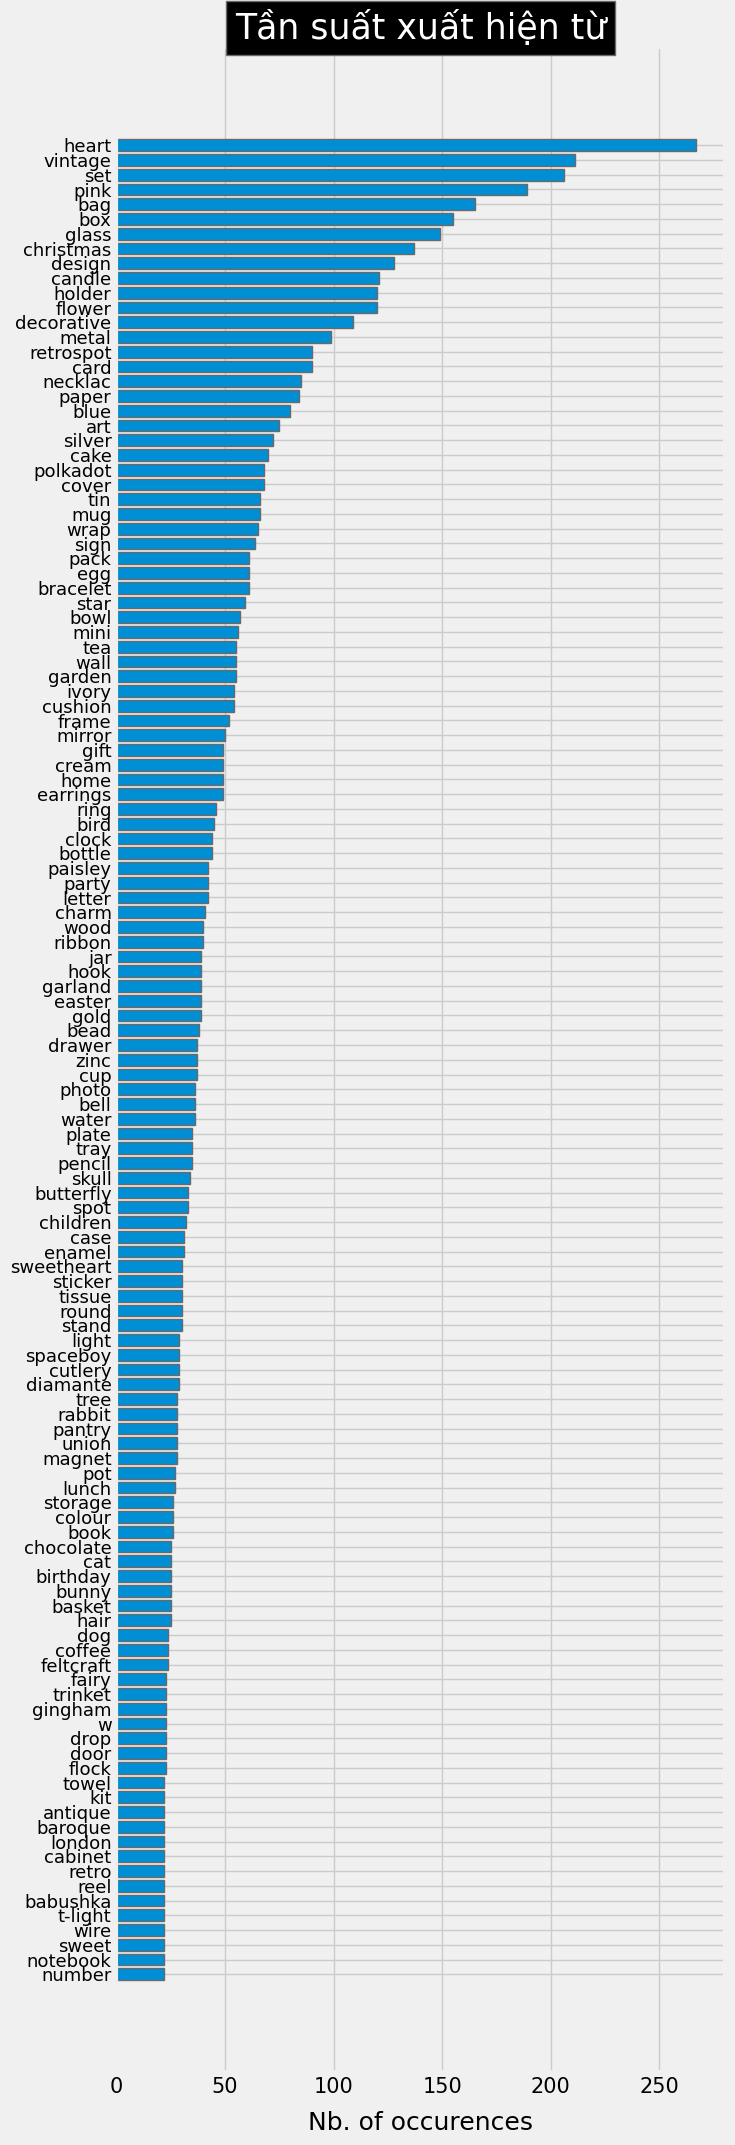 Tần suất xuất hiện từ
heart
vintage
set
pink
bag
box
glass
christmas
design
candle
holder
flower
decorative
metal
retrospot
card
necklac
paper
blue
art
silver
cake
polkadot
cover
tin
mug
wrap
sign
pack
egg
bracelet
star
bowl
mini
tea
wall
garden
ivory
cushion
frame
mirror
gift
cream
home
earrings
ring
bird
clock
bottle
paisley
party
letter
charm
wood
ribbon
jar
hook
garland
easter
gold
bead
drawer
zinc
cup
photo
bell
water
plate
tray
pencil
skull
butterfly
spot
children
case
enamel
sweetheart
sticker
tissue
round
stand
light
spaceboy
cutlery
diamante
tree
rabbit
pantry
union
magnet
pot
lunch
storage
colour
book
chocolate
cat
birthday
bunny
basket
hair
dog
coffee
feltcraft
fairy
trinket
gingham
w
drop
door
flock
towel
kit
antique
baroque
london
cabinet
retro
reel
babushka
t-light
wire
sweet
notebook
number
0 50 100 150 200 250
Nb. of occurences